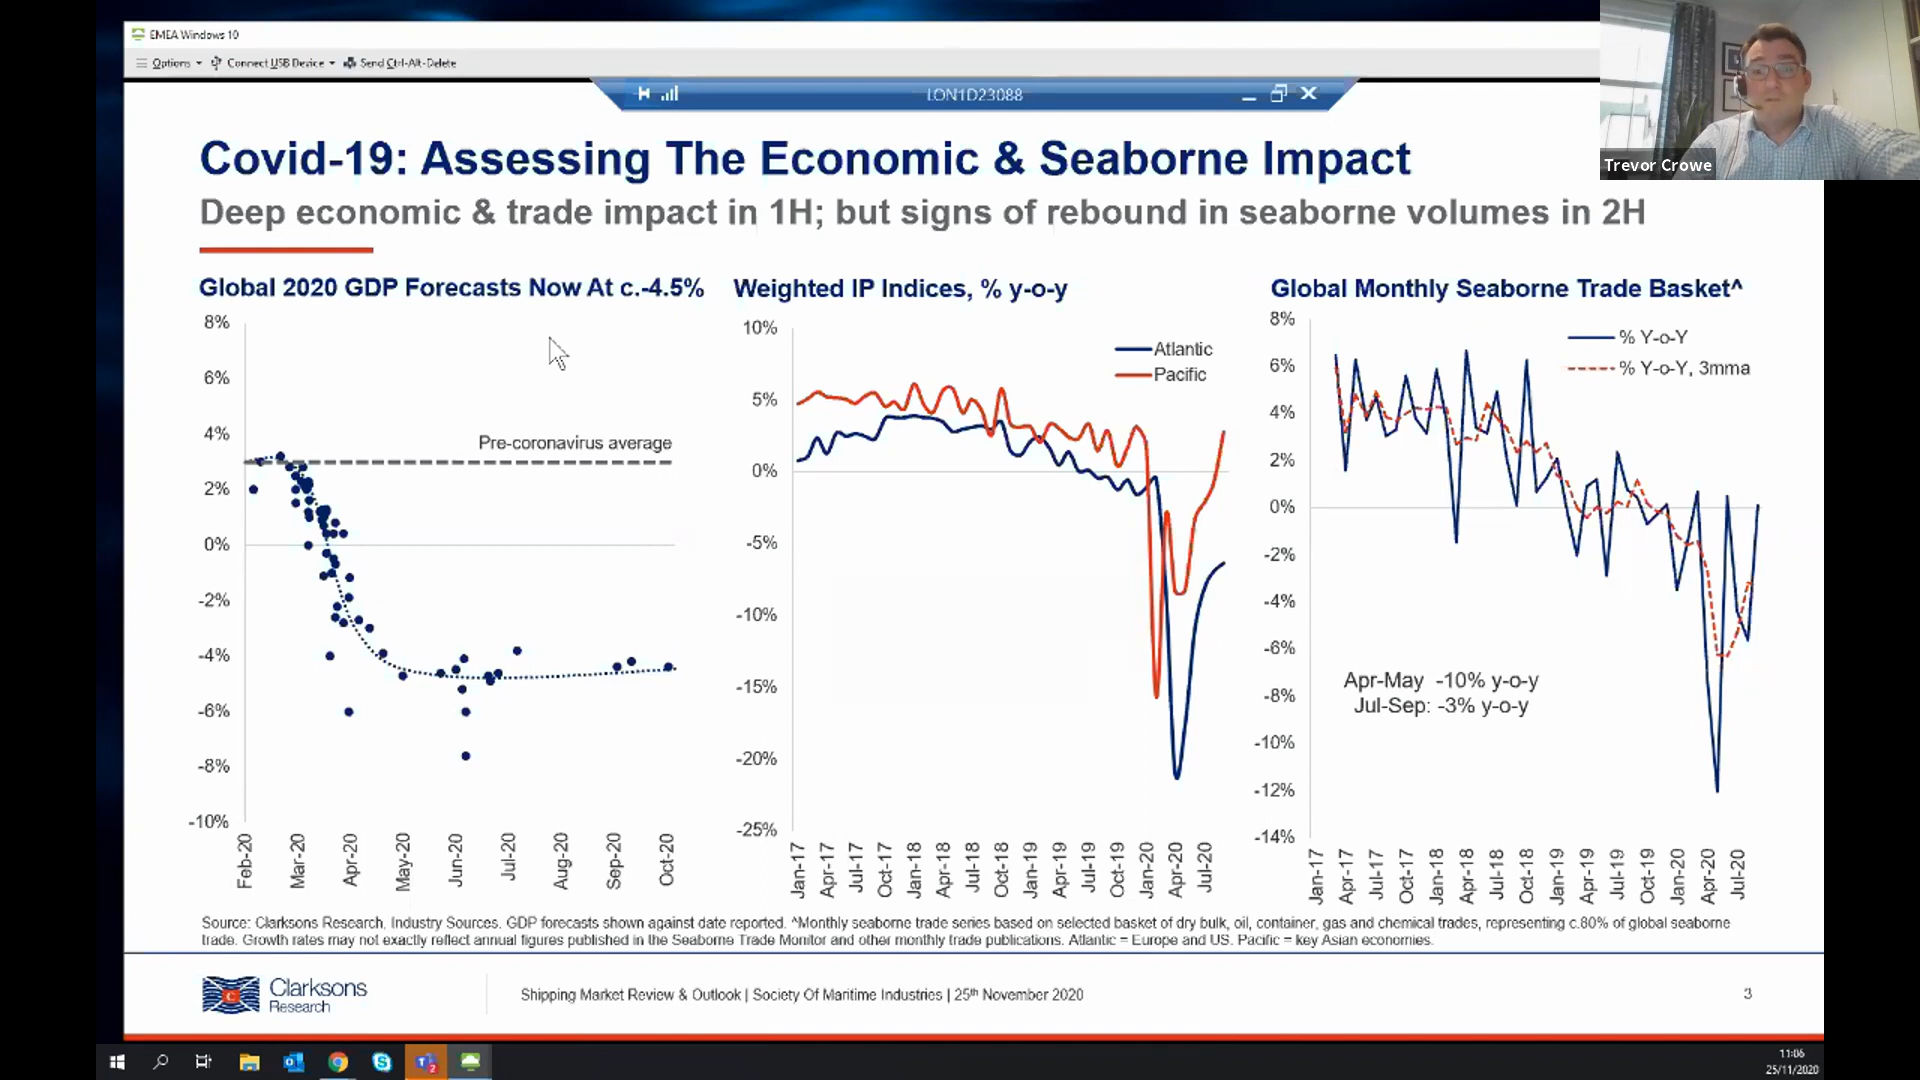 EMEA Windows 10
Options
Connect USB Device
Send Ctrl-Alt-Delete
LON1D23088
Trevor Crowe
Covid-19: Assessing The Economic & Seaborne Impact
Deep economic & trade impact in 1H; but signs of rebound in seaborne volumes in 2H
Global 2020 GDP Forecasts Now At c.-4.5%
8%
6%
4%
2%
0%
-2%
-4%
-6%
-8%
-10%
Pre-coronavirus average
Feb-20
Mar-20
Apr-20
May-20
Jun-20
Jul-20
Aug-20
Sep-20
Oct-20
Weighted IP Indices, % y-o-y
10%
5%
0%
-5%
-10%
-15%
-20%
-25%
Atlantic
Pacific
Jan-17
Apr-17
Jul-17
Oct-17
Jan-18
Apr-18
Jul-18
Oct-18
Jan-19
Apr-19
Jul-19
Oct-19
Jan-20
Apr-20
Jul-20
Global Monthly Seaborne Trade Basket^
8%
6%
4%
2%
0%
-2%
-4%
-6%
-8%
-10%
-12%
-14%
% Y-o-Y
% Y-o-Y, 3mma
Apr-May -10% y-o-y
Jul-Sep: -3% y-o-y
Jan-17
Apr-17
Jul-17
Oct-17
Jan-18
Apr-18
Jul-18
Oct-18
Jan-19
Apr-19
Jul-19
Oct-19
Jan-20
Apr-20
Jul-20
Source: Clarksons Research, Industry Sources. GDP forecasts shown against date reported. ^Monthly seaborne trade series based on selected basket of dry bulk, oil, container, gas and chemical trades, representing c.80% of global seaborne
trade. Growth rates may not exactly reflect annual figures published in the Seaborne Trade Monitor and other monthly trade publications. Atlantic = Europe and US. Pacific = key Asian economies.
C
Clarksons
Research
Shipping Market Review & Outlook | Society Of Maritime Industries | 25th November 2020
3
2
11:06
25/11/2020